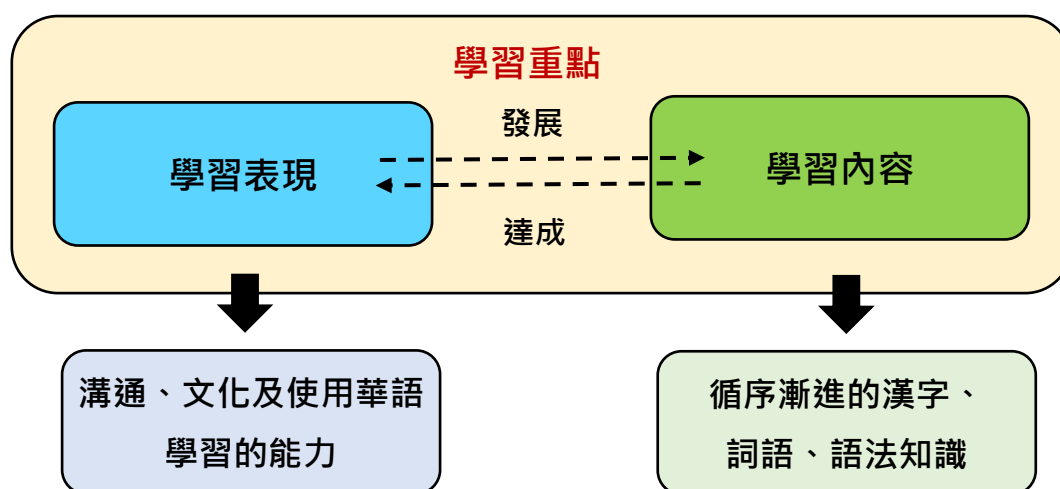 學習重點
發展
學習表現
學習內容
達成
溝通、文化及使用華語
學習的能力
循序漸進的漢字、
詞語、語法知識